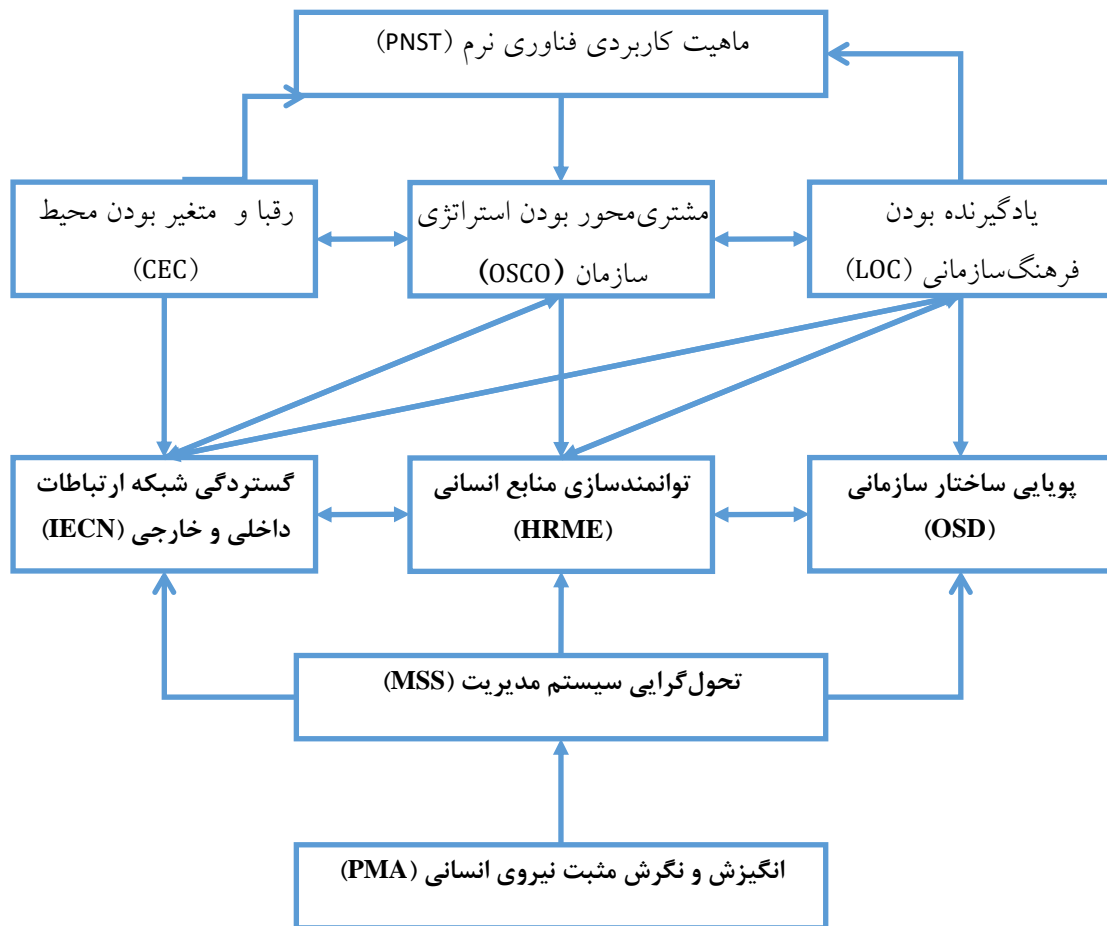 ماهیت کاربردی فناوری نرم (PNST)
یادگیرنده بودن
فرهنگ‌سازمانی (LOC)
مشتری‌محور بودن استراتژی
سازمان (OSCO)
رقبا و متغیر بودن محیط
(CEC)
پویایی ساختار سازمانی
(OSD)
توانمندسازی منابع انسانی
(HRME)
گستردگی شبکه ارتباطات
داخلی و خارجی (IECN)
تحول‌گرایی سیستم مدیریت (MSS)
انگیزش و نگرش مثبت نیروی انسانی (PMA)